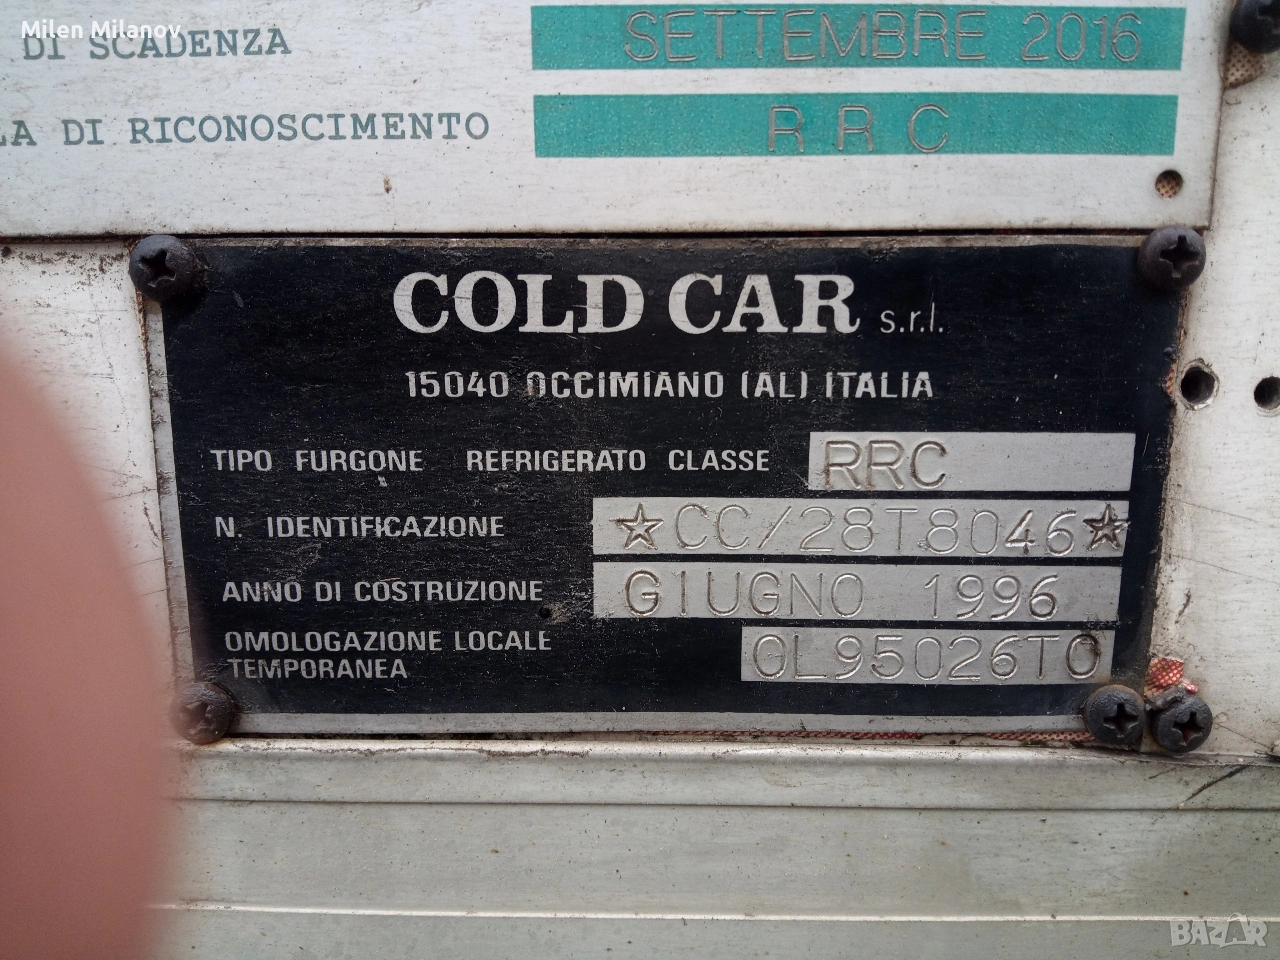 Milen Milanov
DI SCADENZA SETTEMBRE 2016
LA DI RICONOSCIMENTO RRC
COLD CAR s.r.l.
15040 OCCIMIANO (AL) ITALIA
TIPO FURGONE REFRIGERATO CLASSE RRC
N. IDENTIFICAZIONE ☆CC/28T8046☆
ANNO DI COSTRUZIONE GIUGNO 1996
OMOLOGAZIONE LOCALE
TEMPORANEA OL95026TO
BAZAR